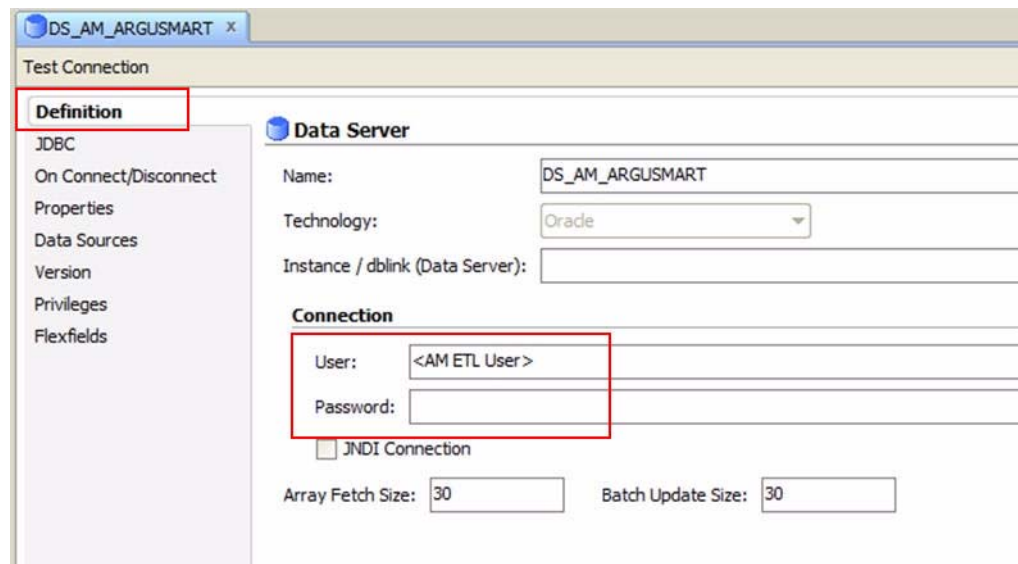 DS_AM_ARGUSMART x
Test Connection
Definition
JDBC
On Connect/Disconnect
Properties
Data Sources
Version
Privileges
Flexfields
Data Server
Name: DS_AM_ARGUSMART
Technology: Oracle
Instance / dblink (Data Server):
Connection
User: <AM ETL User>
Password:
JNDI Connection
Array Fetch Size: 30 Batch Update Size: 30